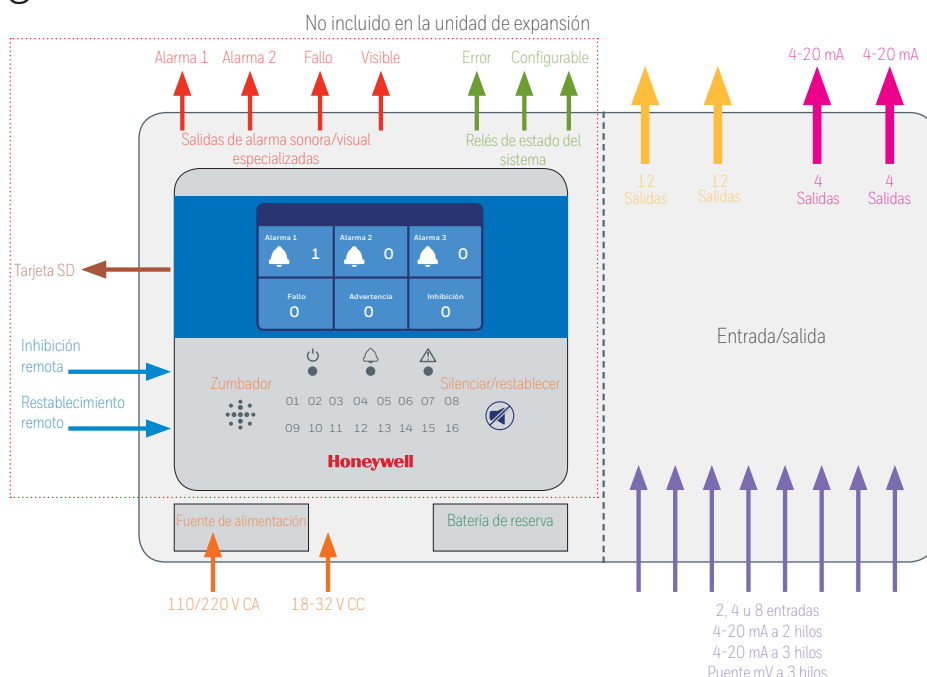 No incluido en la unidad de expansión
Alarma 1
Alarma 2
Fallo
Visible
Error
Configurable
4-20 mA
4-20 mA
Salidas de alarma sonora/visual
especializadas
Relés de estado del
sistema
12
Salidas
12
Salidas
4
Salidas
4
Salidas
Alarma 1
1
Alarma 2
0
Alarma 3
0
Fallo
0
Advertencia
0
Inhibición
0
Tarjeta SD
Inhibición
remota
Restablecimiento
remoto
Entrada/salida
Zumbador
Silenciar/restablecer
01 02 03 04 05 06 07 08
09 10 11 12 13 14 15 16
Honeywell
Fuente de alimentación
Batería de reserva
110/220 V CA
18-32 V CC
2, 4 u 8 entradas
4-20 mA a 2 hilos
4-20 mA a 3 hilos
Puente mV a 3 hilos